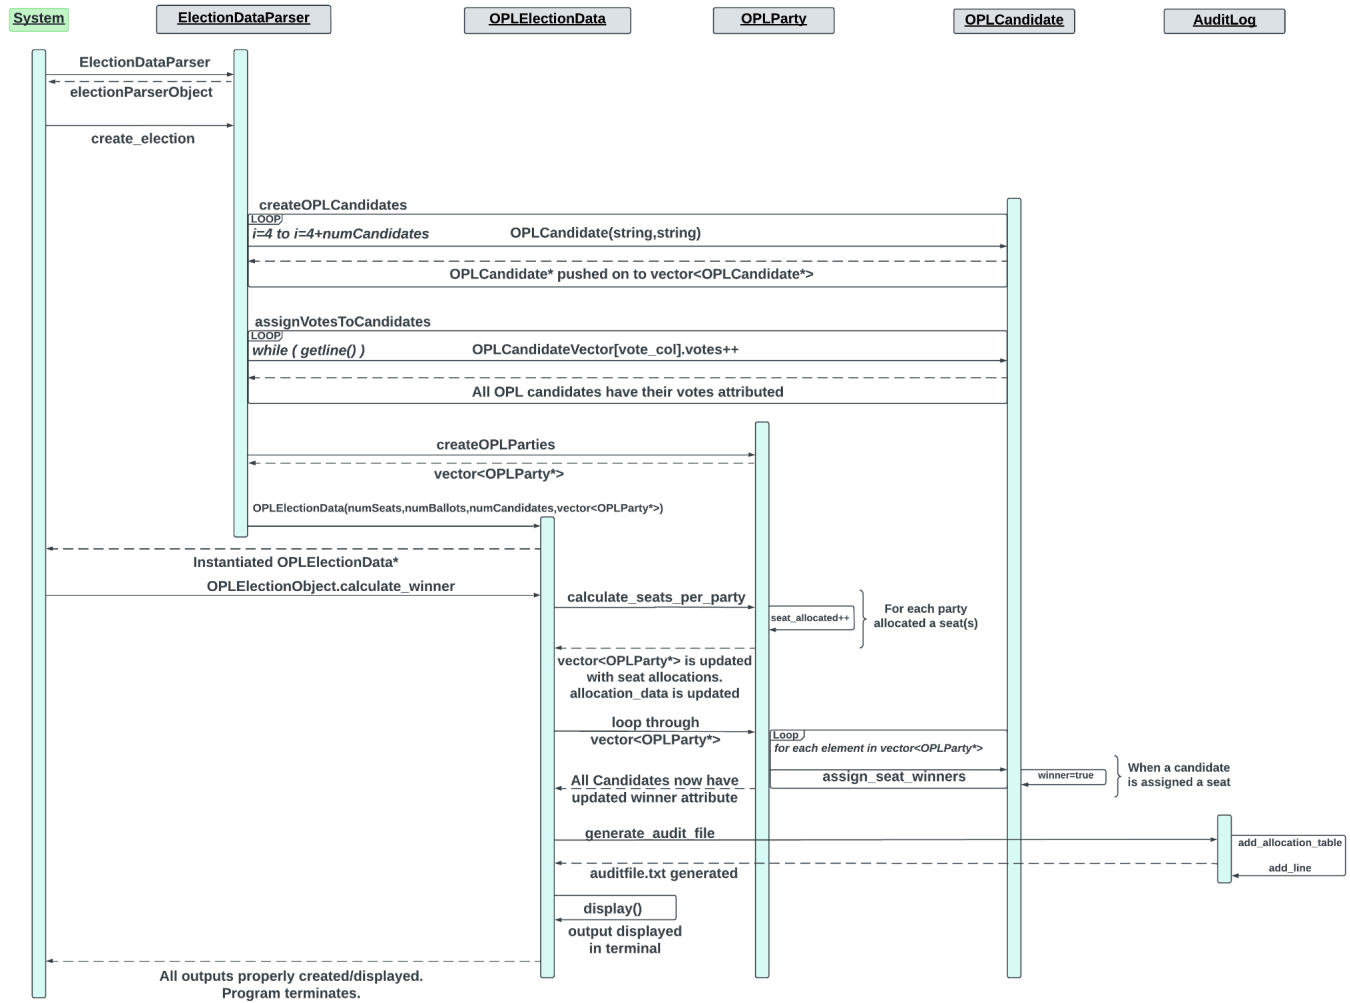 System
ElectionDataParser
OPLElectionData
OPLParty
OPLCandidate
AuditLog
ElectionDataParser
electionParserObject
create_election
createOPLCandidates
LOOP
i=4 to i=4+numCandidates
OPLCandidate(string,string)
OPLCandidate* pushed on to vector<OPLCandidate*>
assignVotesToCandidates
LOOP
while ( getline() )
OPLCandidateVector[vote_col].votes++
All OPL candidates have their votes attributed
createOPLParties
vector<OPLParty*>
OPLElectionData(numSeats,numBallots,numCandidates,vector<OPLParty*>)
Instantiated OPLElectionData*
OPLElectionObject.calculate_winner
calculate_seats_per_party
seat_allocated++
For each party
allocated a seat(s)
vector<OPLParty*> is updated
with seat allocations.
allocation_data is updated
loop through
vector<OPLParty*>
Loop
for each element in vector<OPLParty*>
assign_seat_winners
winner=true
When a candidate
is assigned a seat
All Candidates now have
updated winner attribute
generate_audit_file
add_allocation_table
add_line
auditfile.txt generated
display()
output displayed
in terminal
All outputs properly created/displayed.
Program terminates.